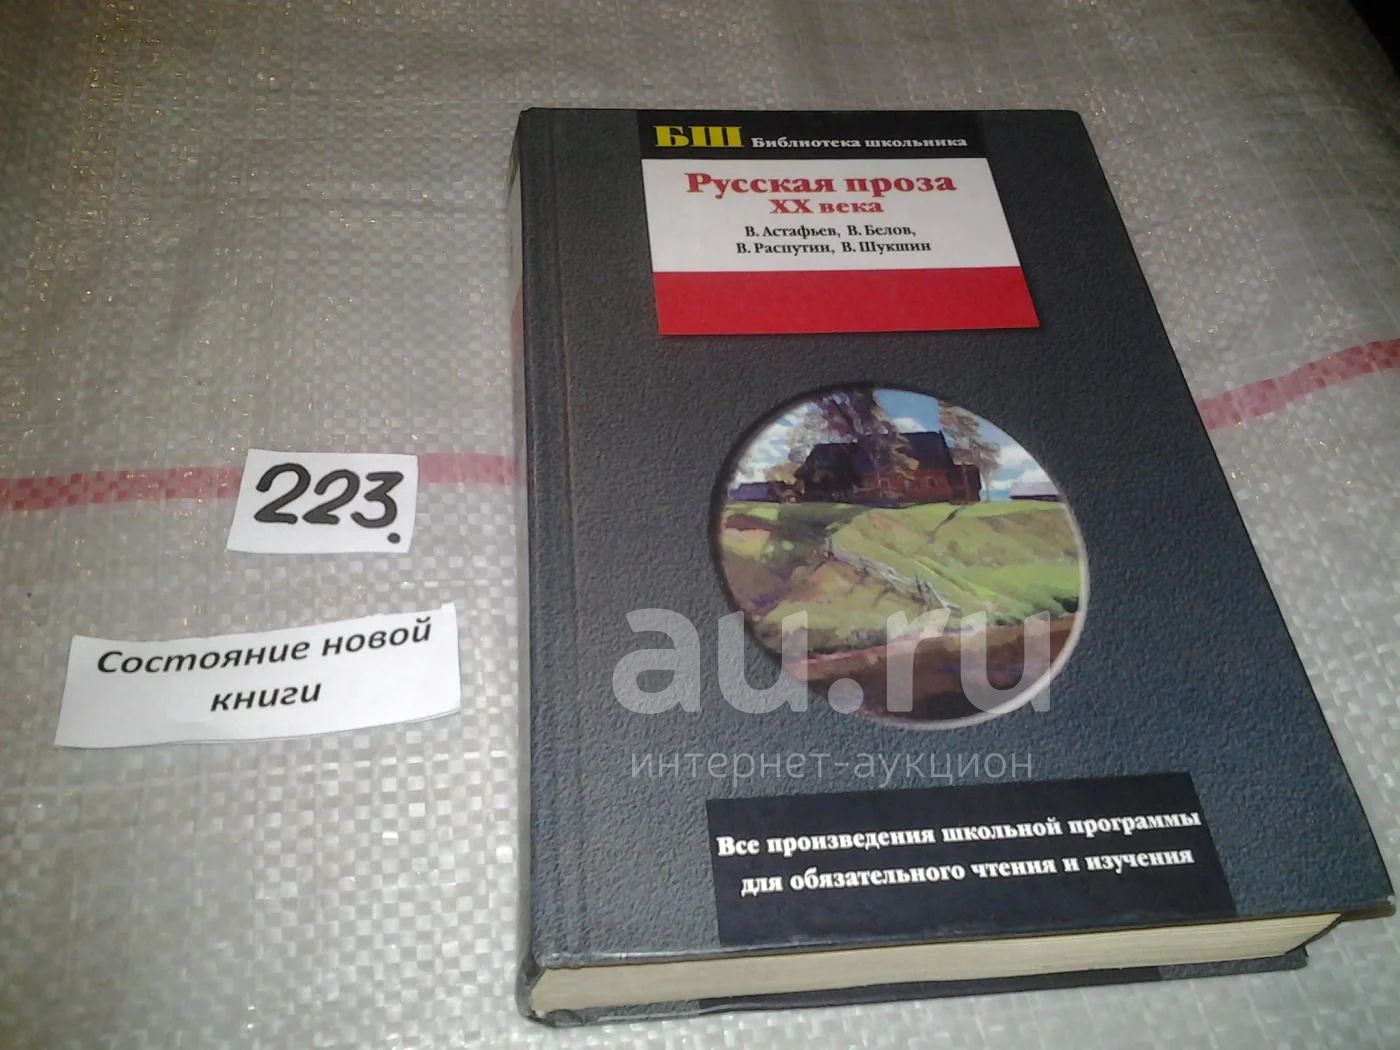 БШ Библиотека школьника
Русская проза
XX века
В. Астафьев, В. Белов,
В. Распутин, В. Шукшин
223.
Состояние новой
книги
au.ru
интернет-аукцион
Все произведения школьной программы
для обязательного чтения и изучения